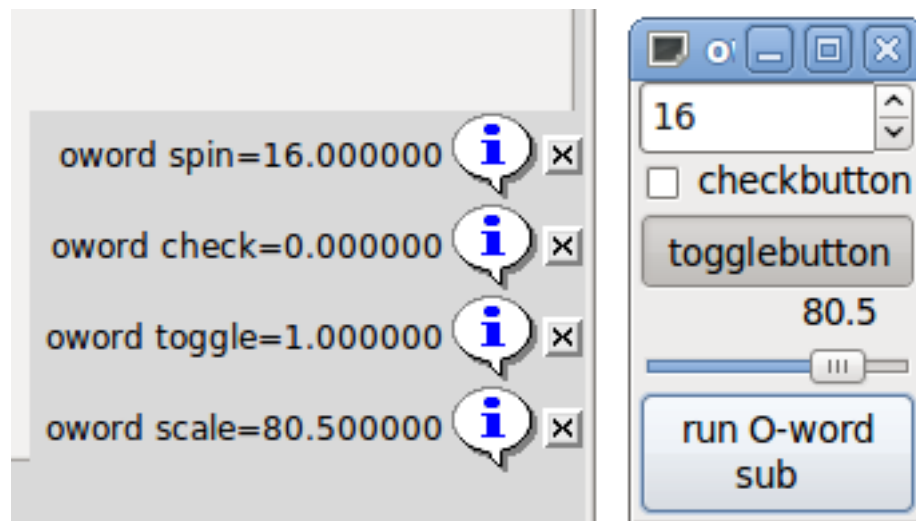 oword spin=16.000000
oword check=0.000000
oword toggle=1.000000
oword scale=80.500000
16
checkbutton
togglebutton
80.5
run O-word
sub